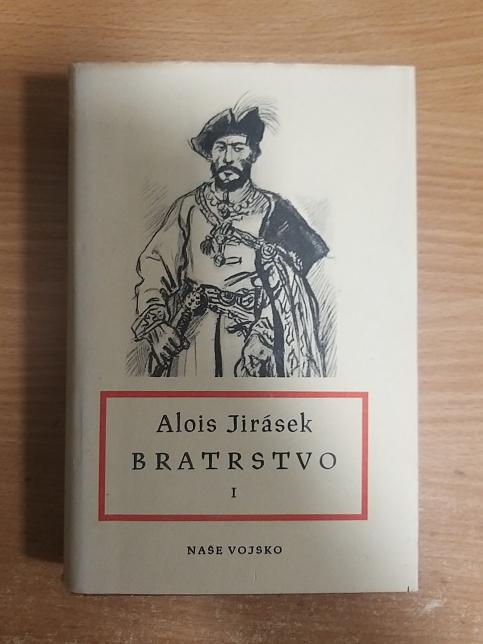 Alois Jirásek
BRATRSTVO
I
NAŠE VOJSKO